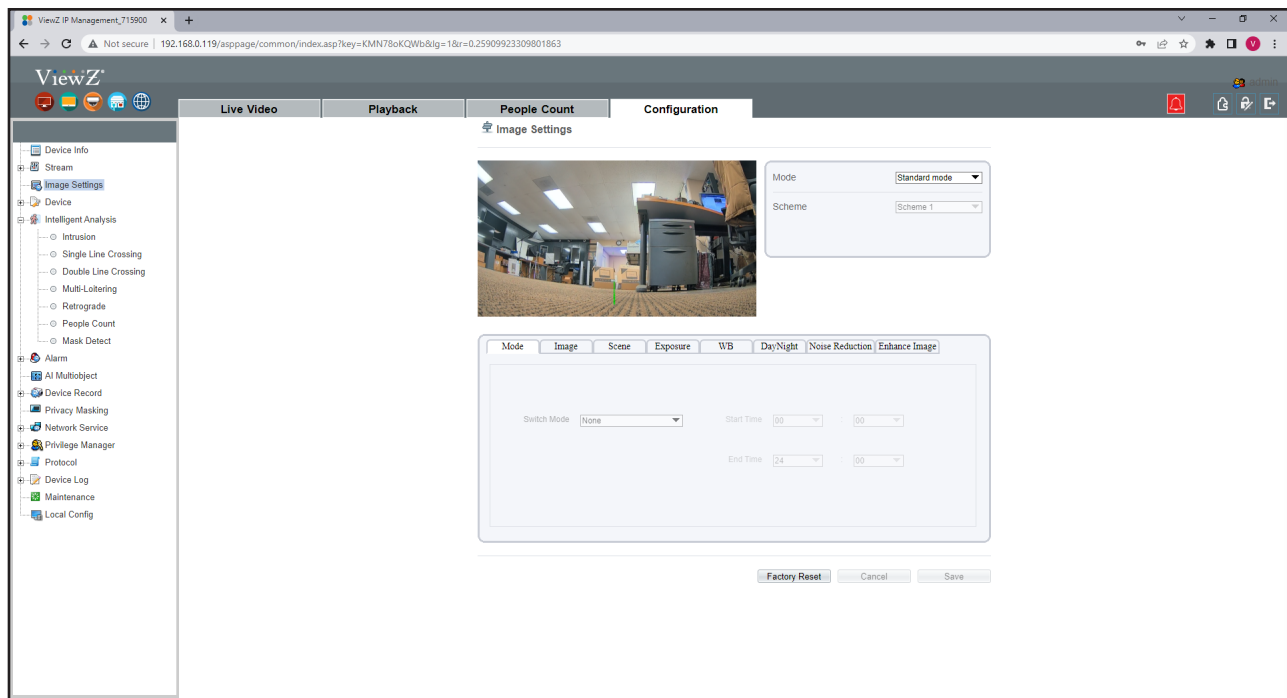 ViewZ IP Management_715900
Not secure | 192.168.0.119/asppage/common/index.asp?key=KMN78oKQWb&lg=1&r=0.25909923309801863
V
ViewZ
admin
Live Video
Playback
People Count
Configuration
Device Info
Stream
Image Settings
Device
Intelligent Analysis
Intrusion
Single Line Crossing
Double Line Crossing
Multi-Loitering
Retrograde
People Count
Mask Detect
Alarm
AI Multiobject
Device Record
Privacy Masking
Network Service
Privilege Manager
Protocol
Device Log
Maintenance
Local Config
Image Settings
Mode
Standard mode
Scheme
Scheme 1
Mode
Image
Scene
Exposure
WB
DayNight
Noise Reduction
Enhance Image
Switch Mode
None
Start Time
00
:
00
End Time
24
:
00
Factory Reset
Cancel
Save